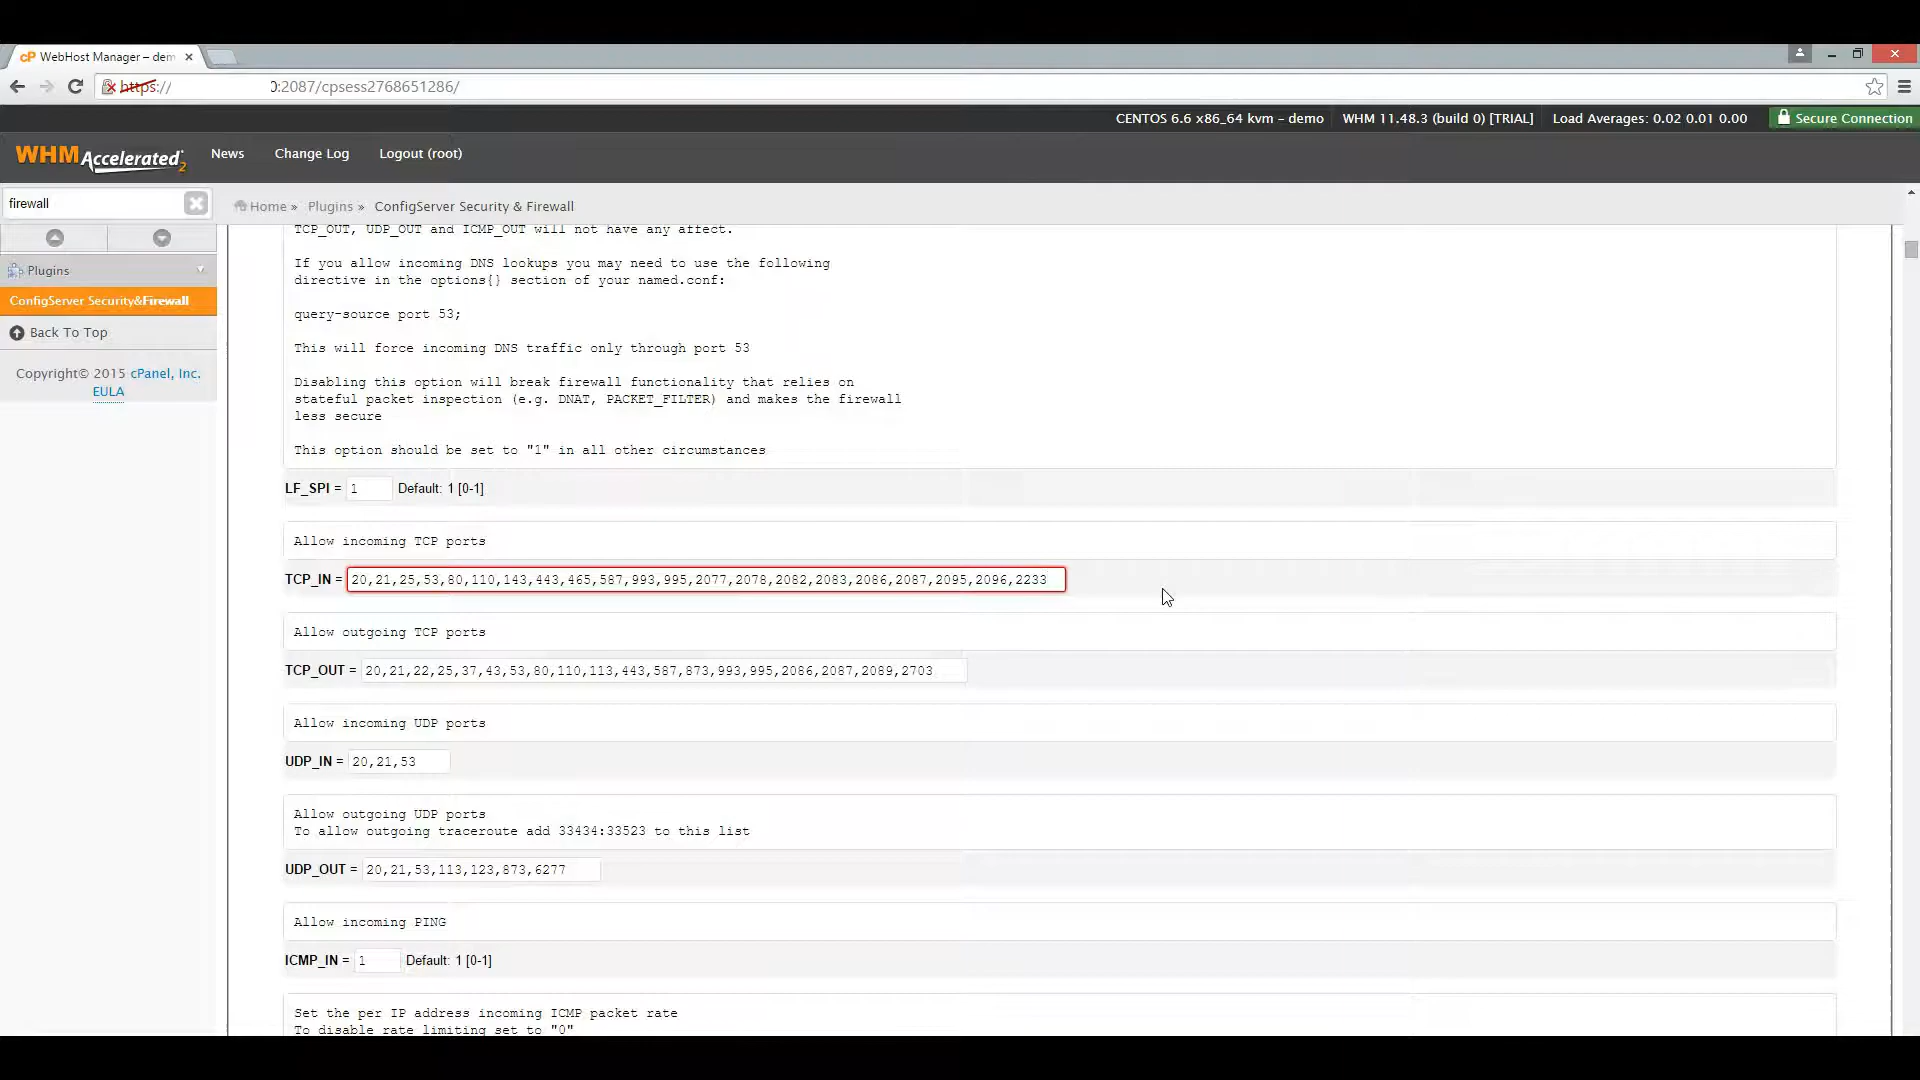 WebHost Manager – dem
https:// 0:2087/cpsess2768651286/
CENTOS 6.6 x86_64 kvm – demo WHM 11.48.3 (build 0) [TRIAL] Load Averages: 0.02 0.01 0.00 Secure Connection
WHM Accelerated2 News Change Log Logout (root)
firewall
Home » Plugins » ConfigServer Security & Firewall
Plugins
ConfigServer Security&Firewall
Back To Top
Copyright© 2015 cPanel, Inc.
EULA
TCP_OUT, UDP_OUT and ICMP_OUT will not have any affect.
If you allow incoming DNS lookups you may need to use the following
directive in the options{} section of your named.conf:
query-source port 53;
This will force incoming DNS traffic only through port 53
Disabling this option will break firewall functionality that relies on
stateful packet inspection (e.g. DNAT, PACKET_FILTER) and makes the firewall
less secure
This option should be set to "1" in all other circumstances
LF_SPI = 1 Default: 1 [0-1]
Allow incoming TCP ports
TCP_IN = 20,21,25,53,80,110,143,443,465,587,993,995,2077,2078,2082,2083,2086,2087,2095,2096,2233
Allow outgoing TCP ports
TCP_OUT = 20,21,22,25,37,43,53,80,110,113,443,587,873,993,995,2086,2087,2089,2703
Allow incoming UDP ports
UDP_IN = 20,21,53
Allow outgoing UDP ports
To allow outgoing traceroute add 33434:33523 to this list
UDP_OUT = 20,21,53,113,123,873,6277
Allow incoming PING
ICMP_IN = 1 Default: 1 [0-1]
Set the per IP address incoming ICMP packet rate
To disable rate limiting set to "0"